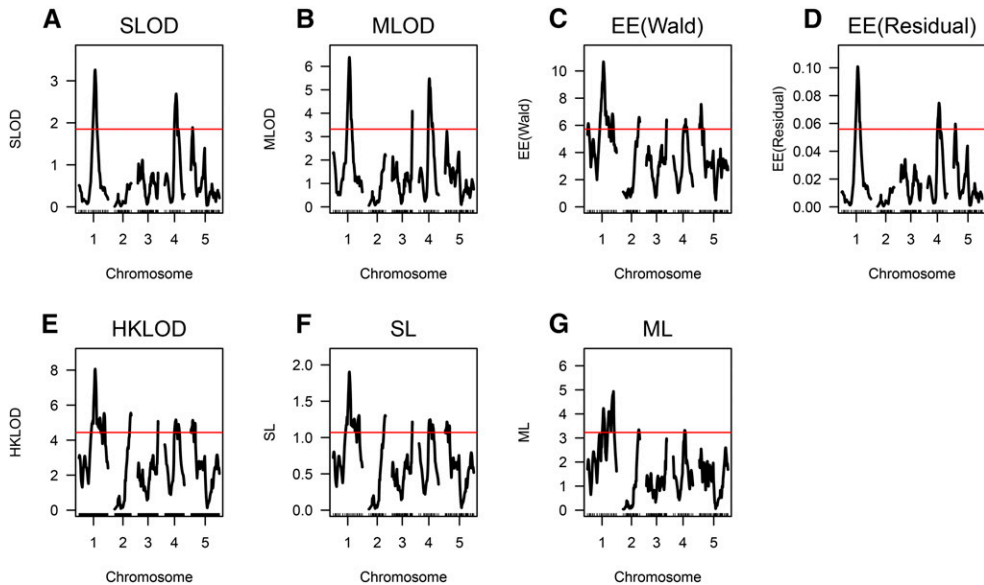 A SLOD
SLOD
3
2
1
0
1 2 3 4 5
Chromosome
B MLOD
MLOD
6
5
4
3
2
1
0
1 2 3 4 5
Chromosome
C EE(Wald)
EE(Wald)
10
8
6
4
2
0
1 2 3 4 5
Chromosome
D EE(Residual)
EE(Residual)
0.10
0.08
0.06
0.04
0.02
0.00
1 2 3 4 5
Chromosome
E HKLOD
HKLOD
8
6
4
2
0
1 2 3 4 5
Chromosome
F SL
SL
2.0
1.5
1.0
0.5
0.0
1 2 3 4 5
Chromosome
G ML
ML
6
5
4
3
2
1
0
1 2 3 4 5
Chromosome